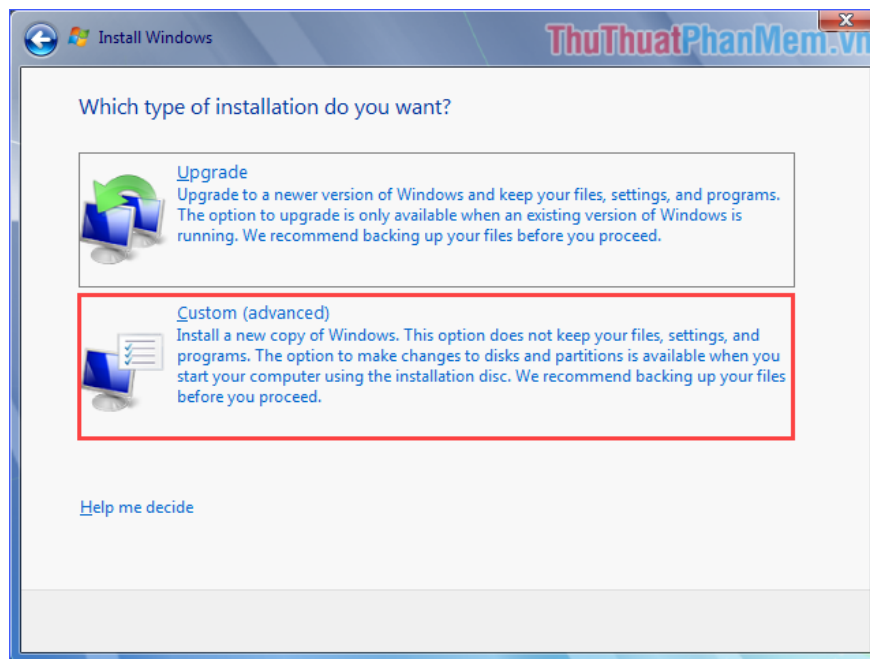 Install Windows
ThuThuatPhanMem.vn
Which type of installation do you want?
Upgrade
Upgrade to a newer version of Windows and keep your files, settings, and programs.
The option to upgrade is only available when an existing version of Windows is
running. We recommend backing up your files before you proceed.
Custom (advanced)
Install a new copy of Windows. This option does not keep your files, settings, and
programs. The option to make changes to disks and partitions is available when you
start your computer using the installation disc. We recommend backing up your files
before you proceed.
Help me decide